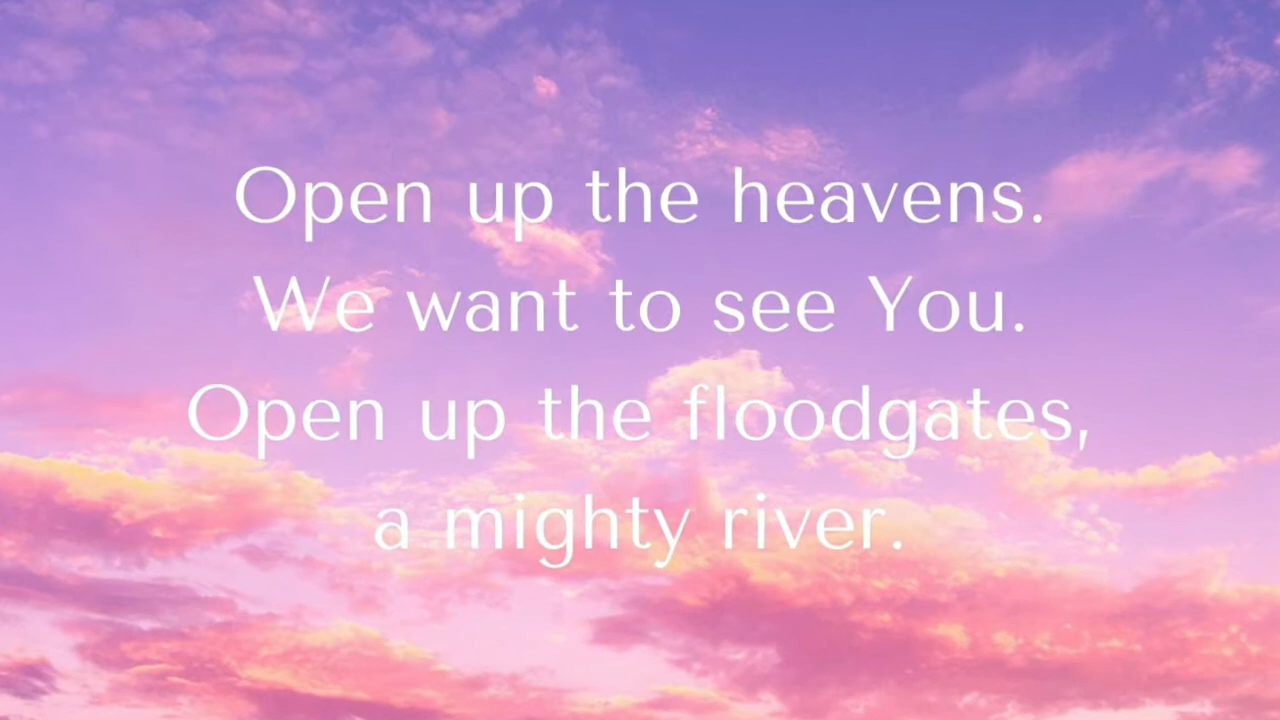 Open up the heavens.
We want to see You.
Open up the floodgates,
a mighty river.